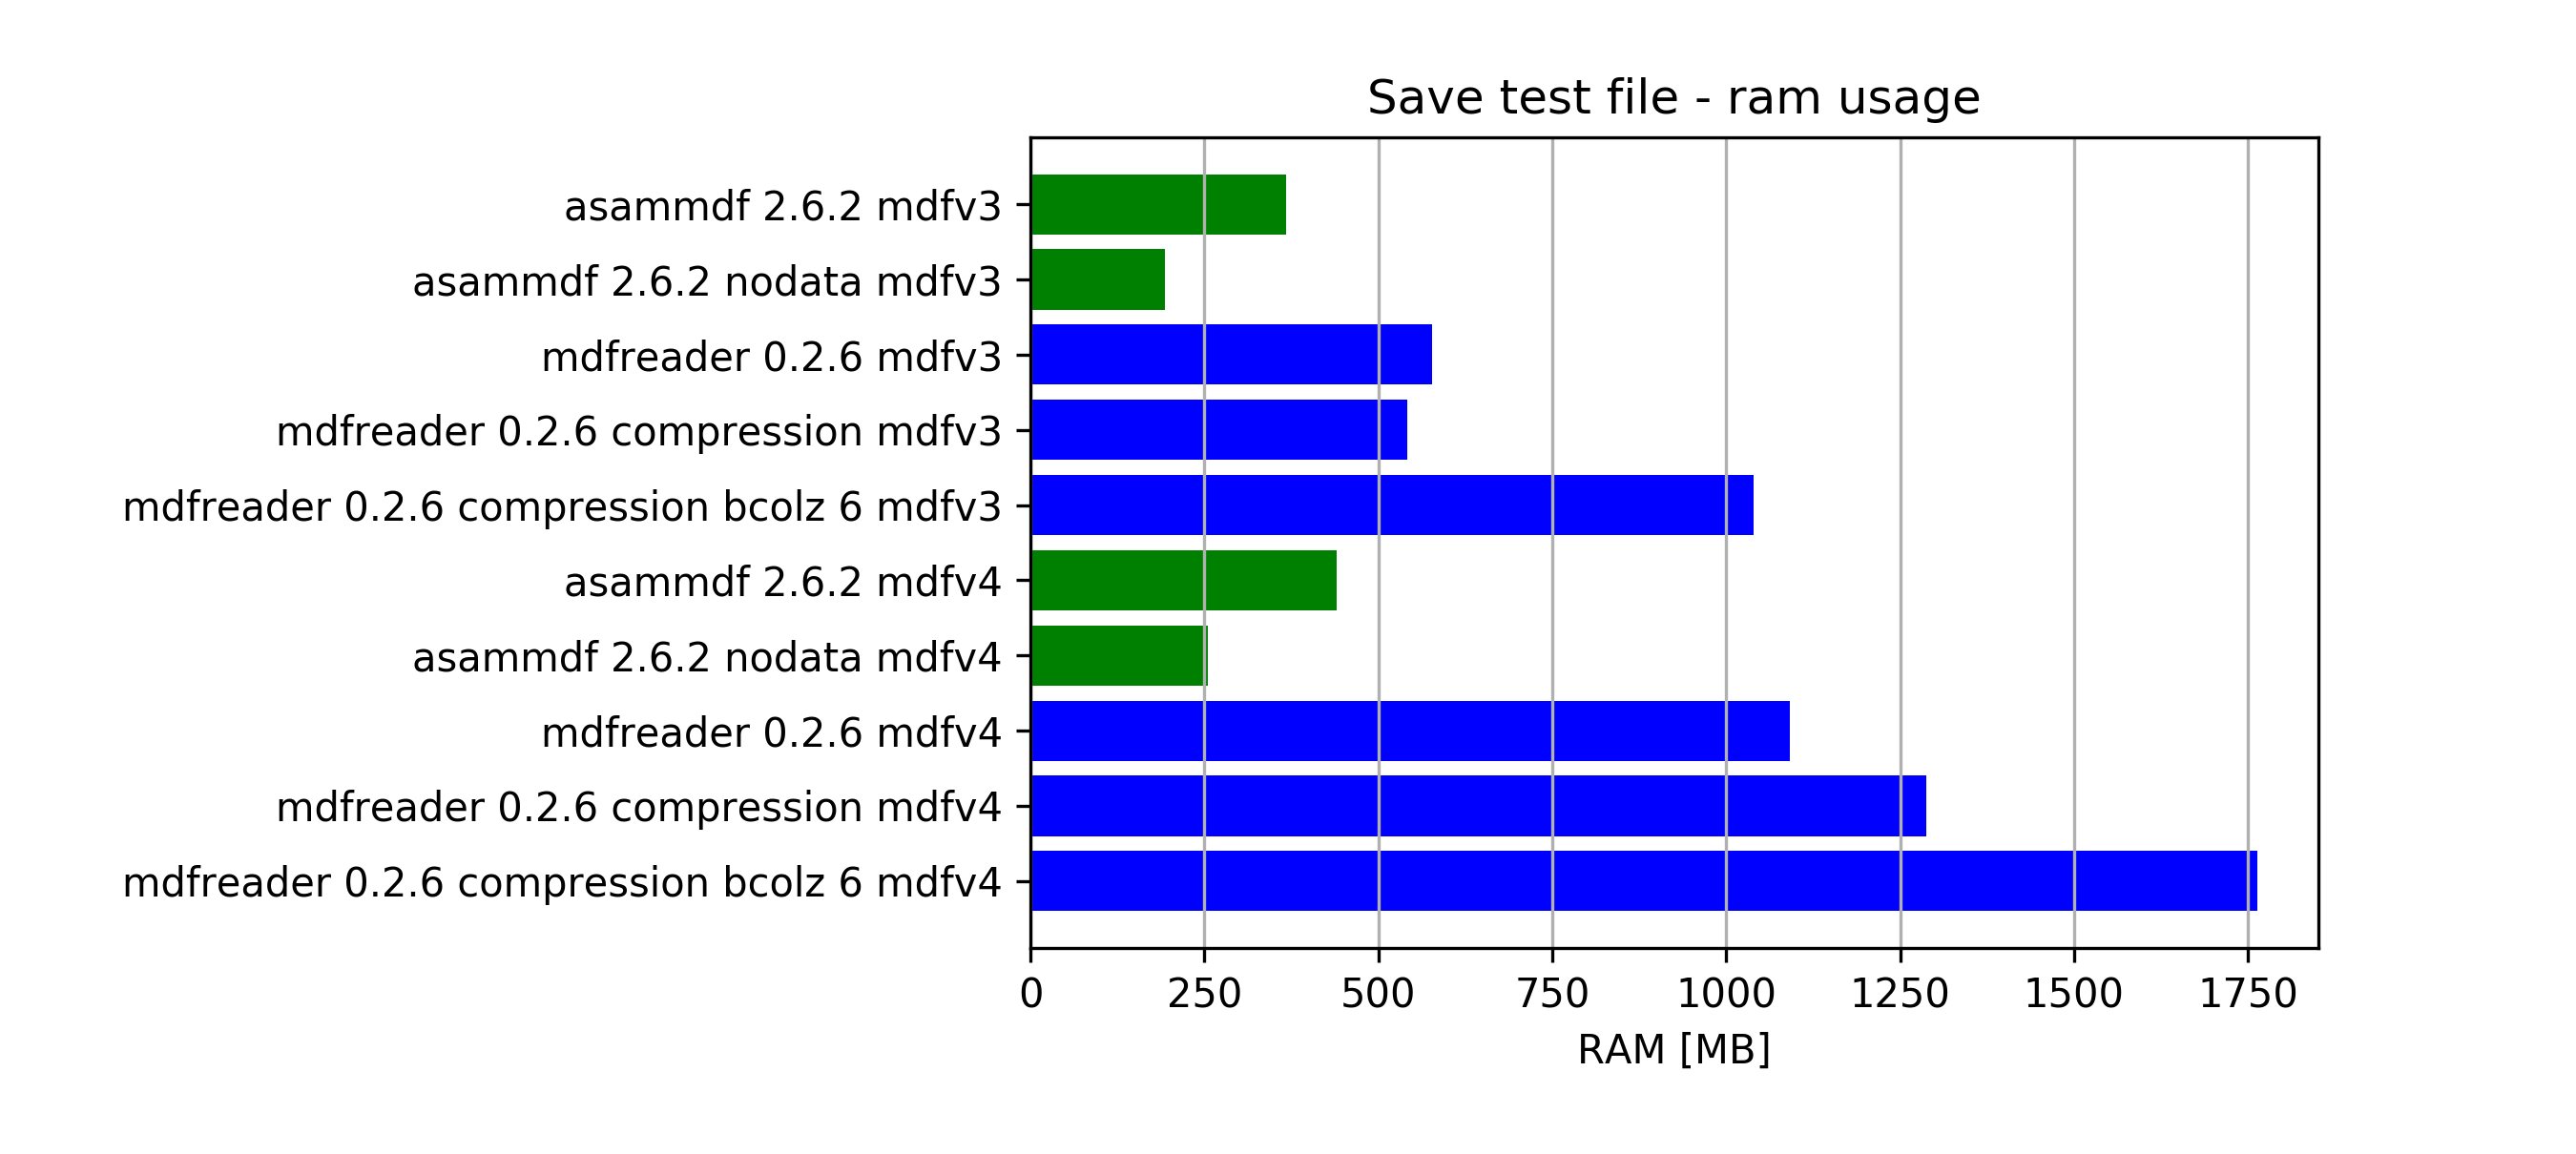 Save test file - ram usage
asammdf 2.6.2 mdfv3
asammdf 2.6.2 nodata mdfv3
mdfreader 0.2.6 mdfv3
mdfreader 0.2.6 compression mdfv3
mdfreader 0.2.6 compression bcolz 6 mdfv3
asammdf 2.6.2 mdfv4
asammdf 2.6.2 nodata mdfv4
mdfreader 0.2.6 mdfv4
mdfreader 0.2.6 compression mdfv4
mdfreader 0.2.6 compression bcolz 6 mdfv4
0 250 500 750 1000 1250 1500 1750
RAM [MB]